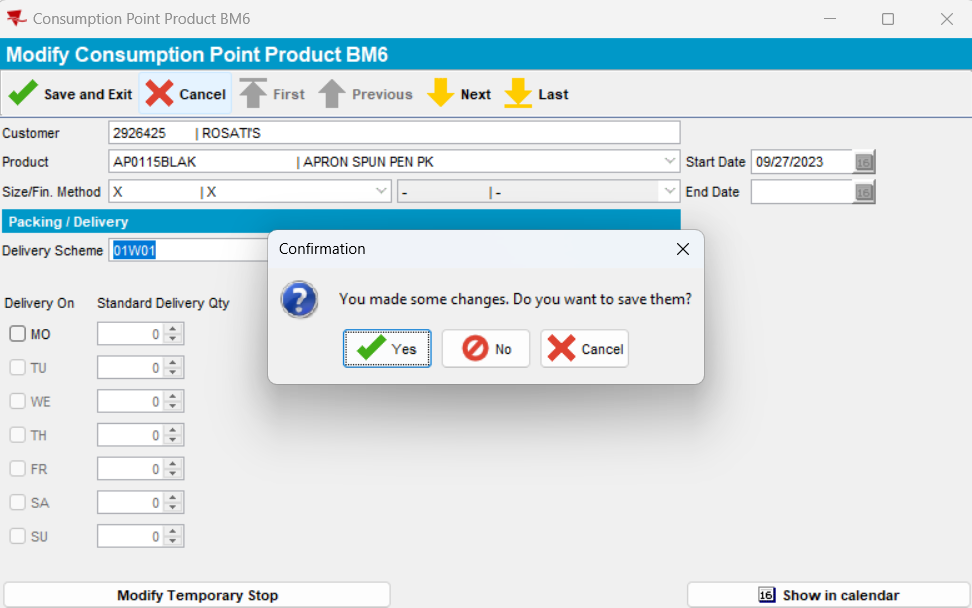 Consumption Point Product BM6
Modify Consumption Point Product BM6
Save and Exit Cancel First Previous Next Last
Customer 2926425 | ROSATI'S
Product AP0115BLAK | APRON SPUN PEN PK Start Date 09/27/2023 16
Size/Fin. Method X | X - | - End Date 16
Packing / Delivery
Delivery Scheme 01W01
Confirmation
You made some changes. Do you want to save them?
Yes No Cancel
Delivery On Standard Delivery Qty
MO 0
TU 0
WE 0
TH 0
FR 0
SA 0
SU 0
Modify Temporary Stop 16 Show in calendar